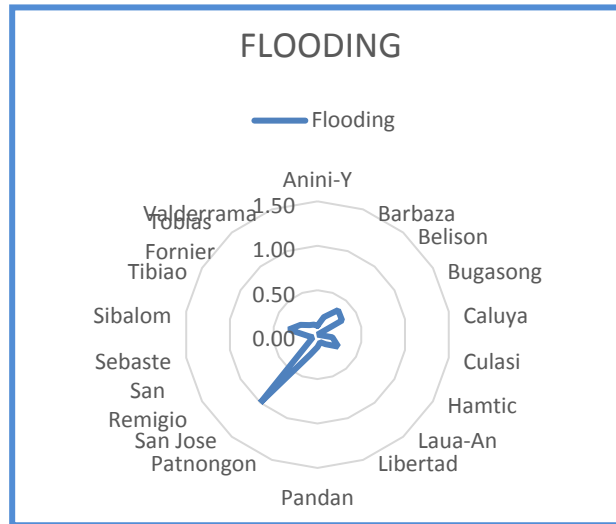 FLOODING
Flooding
Anini-Y
Valderrama
1.50
Barbaza
Tobias
Fornier
Belison
1.00
Tibiao
Bugasong
0.50
Sibalom
Caluya
0.00
Sebaste
Culasi
San
Remigio
Hamtic
San Jose
Laua-An
Patnongon
Libertad
Pandan